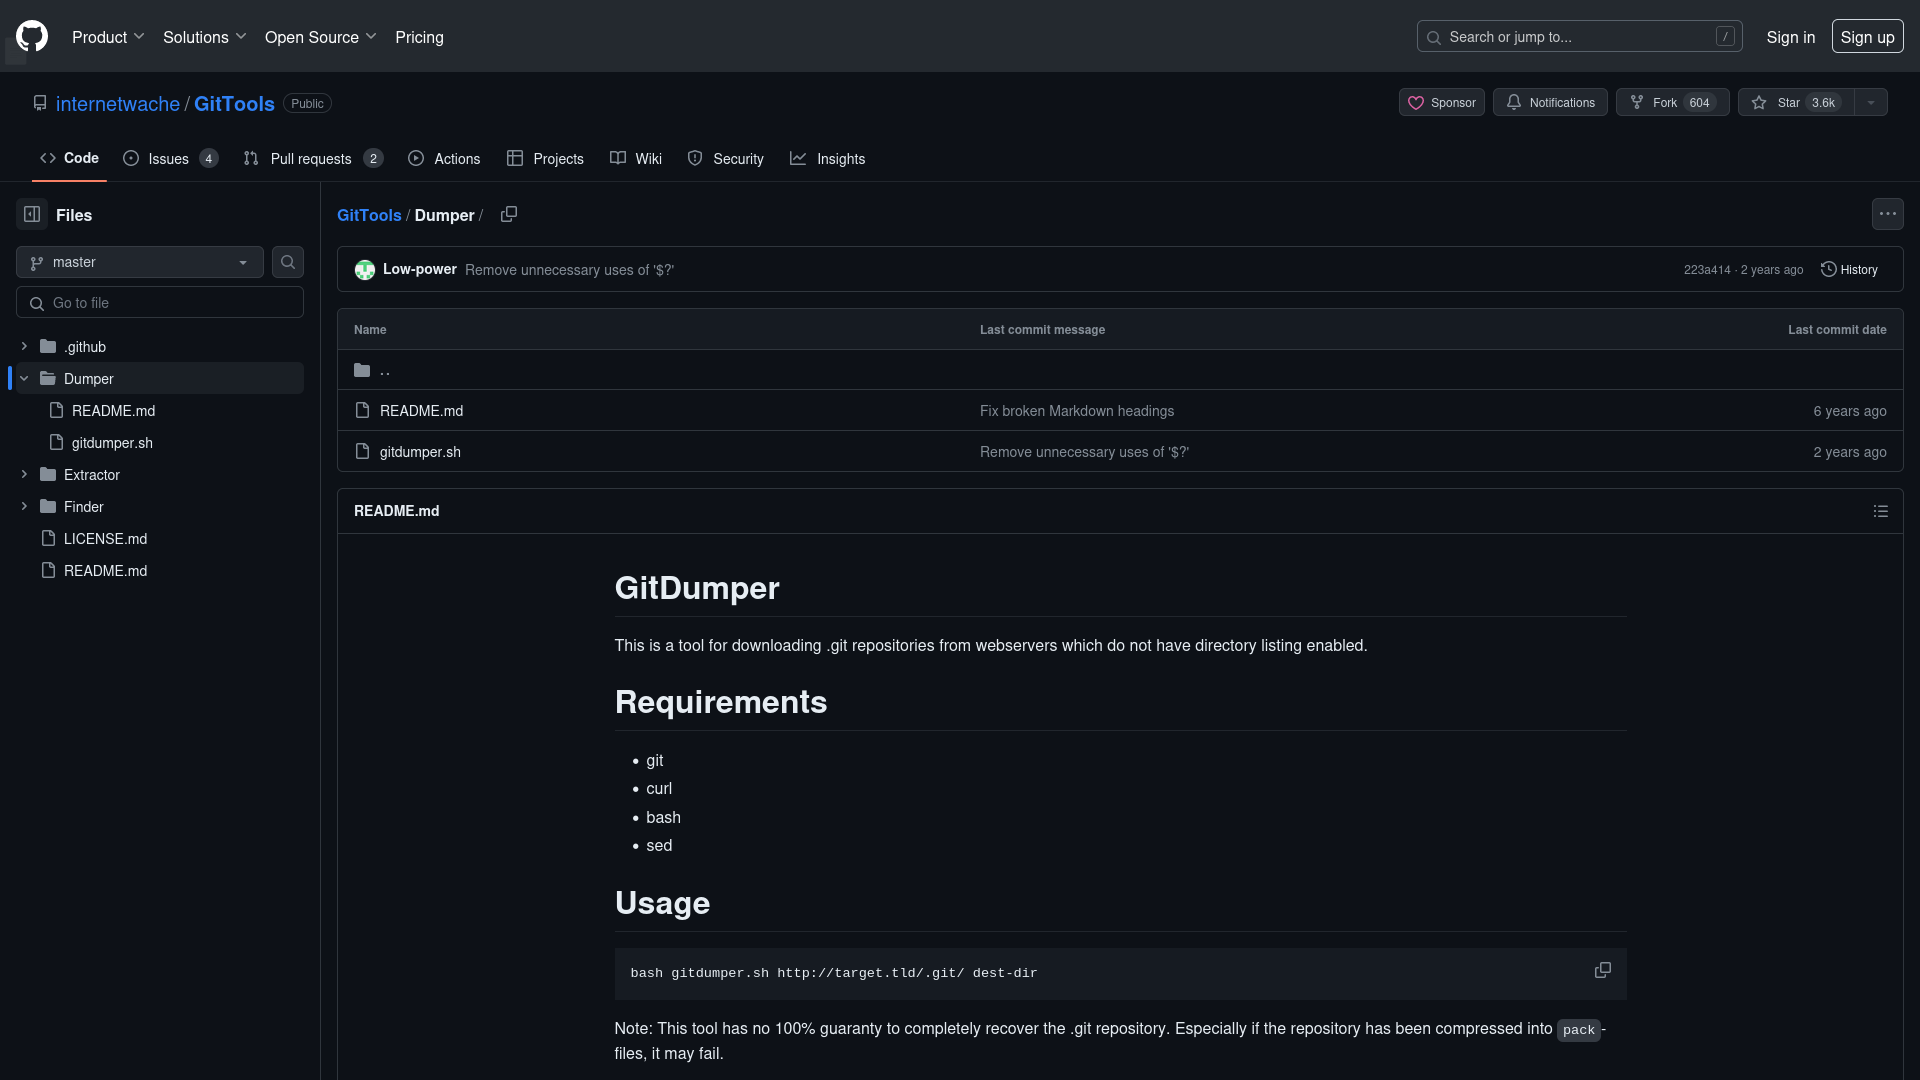 Product Solutions Open Source Pricing Search or jump to... / Sign in Sign up
internetwache / GitTools Public Sponsor Notifications Fork 604 Star 3.6k
Code Issues 4 Pull requests 2 Actions Projects Wiki Security Insights
Files
master
Go to file
.github
Dumper
README.md
gitdumper.sh
Extractor
Finder
LICENSE.md
README.md
GitTools / Dumper /
Low-power Remove unnecessary uses of '$?' 223a414 · 2 years ago History
Name Last commit message Last commit date
..
README.md Fix broken Markdown headings 6 years ago
gitdumper.sh Remove unnecessary uses of '$?' 2 years ago
README.md
GitDumper
This is a tool for downloading .git repositories from webservers which do not have directory listing enabled.
Requirements
• git
• curl
• bash
• sed
Usage
bash gitdumper.sh http://target.tld/.git/ dest-dir
Note: This tool has no 100% guaranty to completely recover the .git repository. Especially if the repository has been compressed into pack-
files, it may fail.